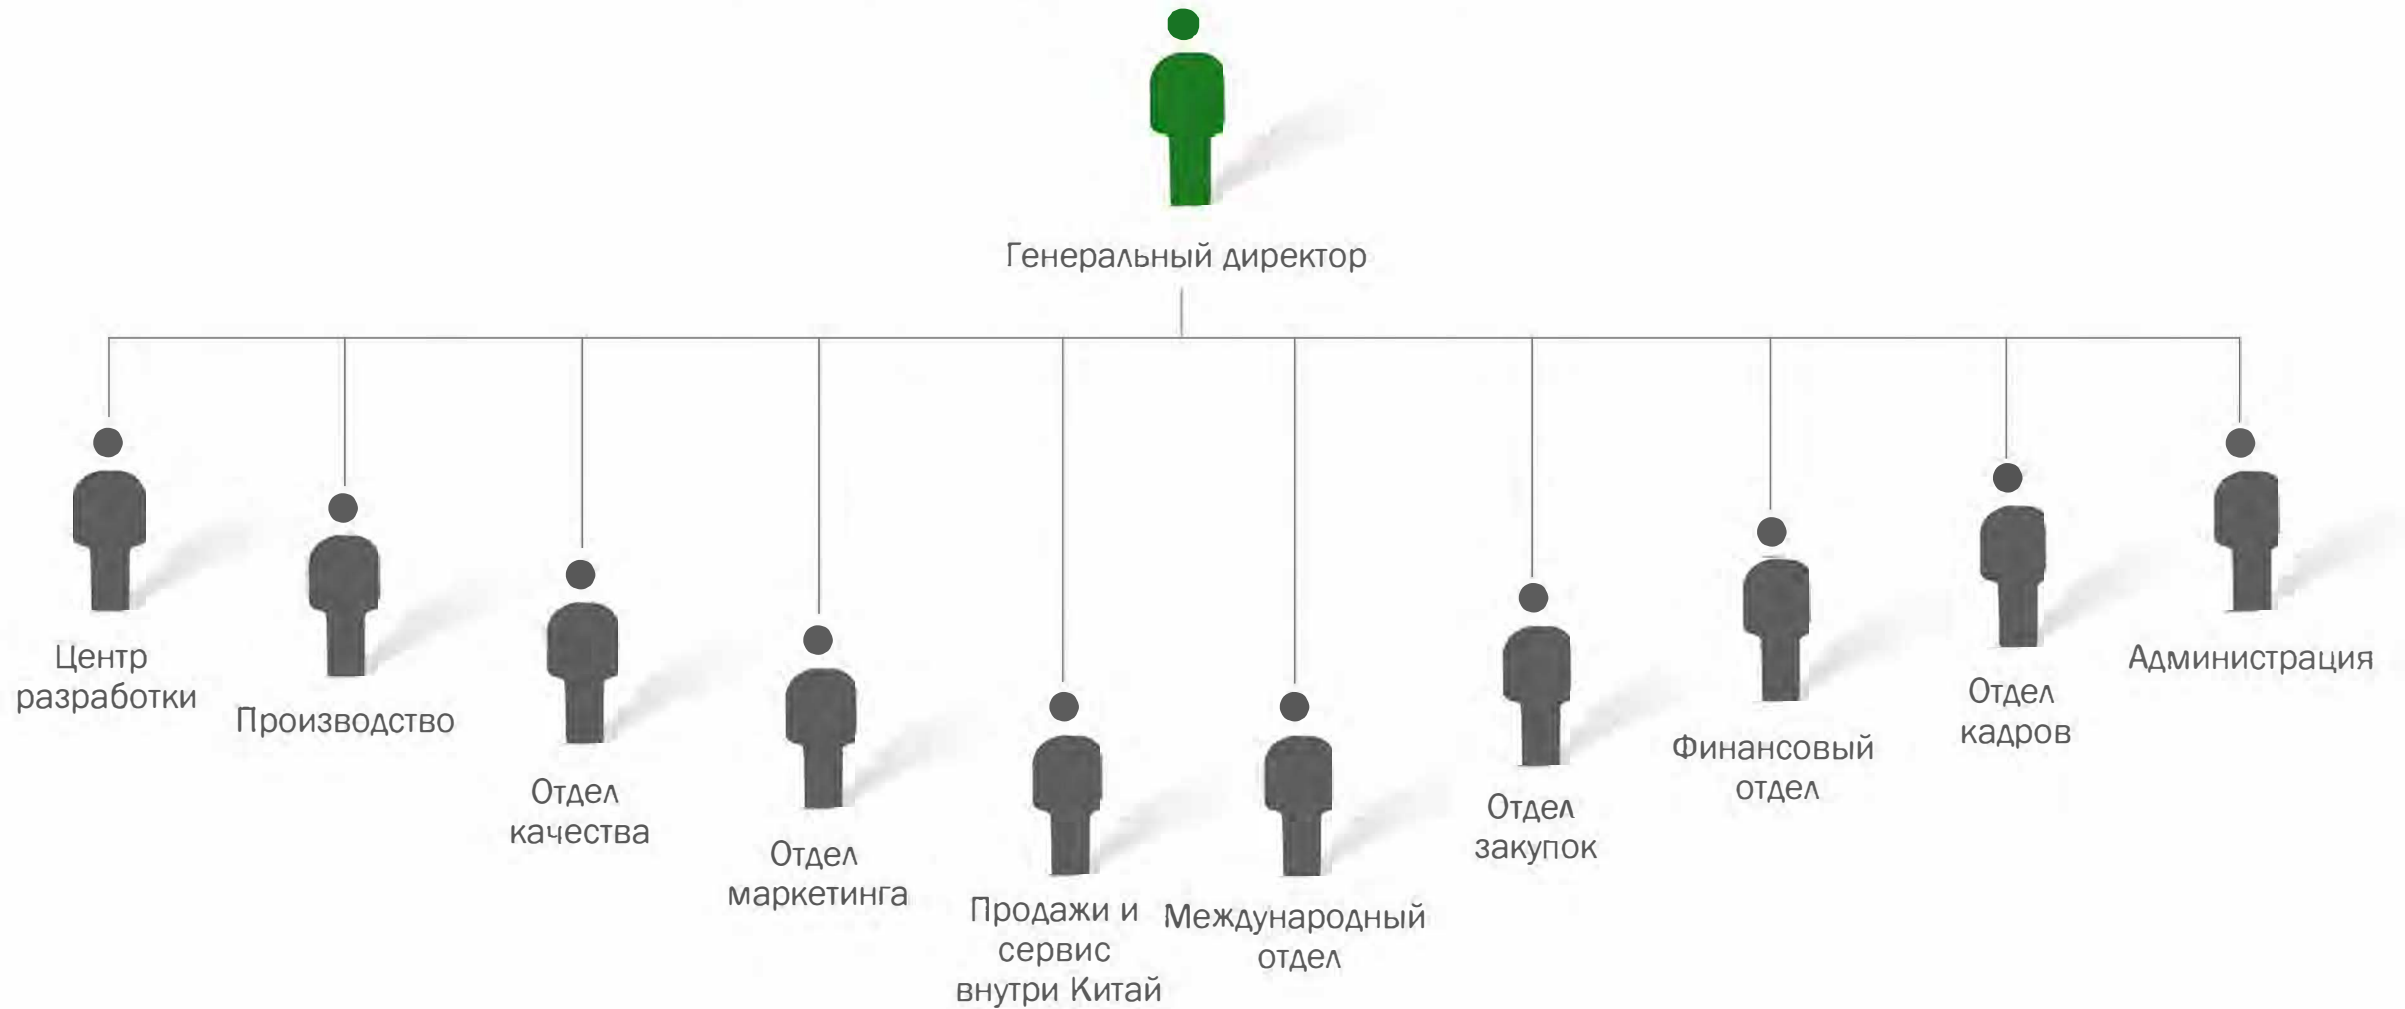 Генеральный директор
Центр
разработки
Производство
Отдел
качества
Отдел
маркетинга
Продажи и
сервис
внутри Китай
Международный
отдел
Отдел
закупок
Финансовый
отдел
Отдел
кадров
Администрация